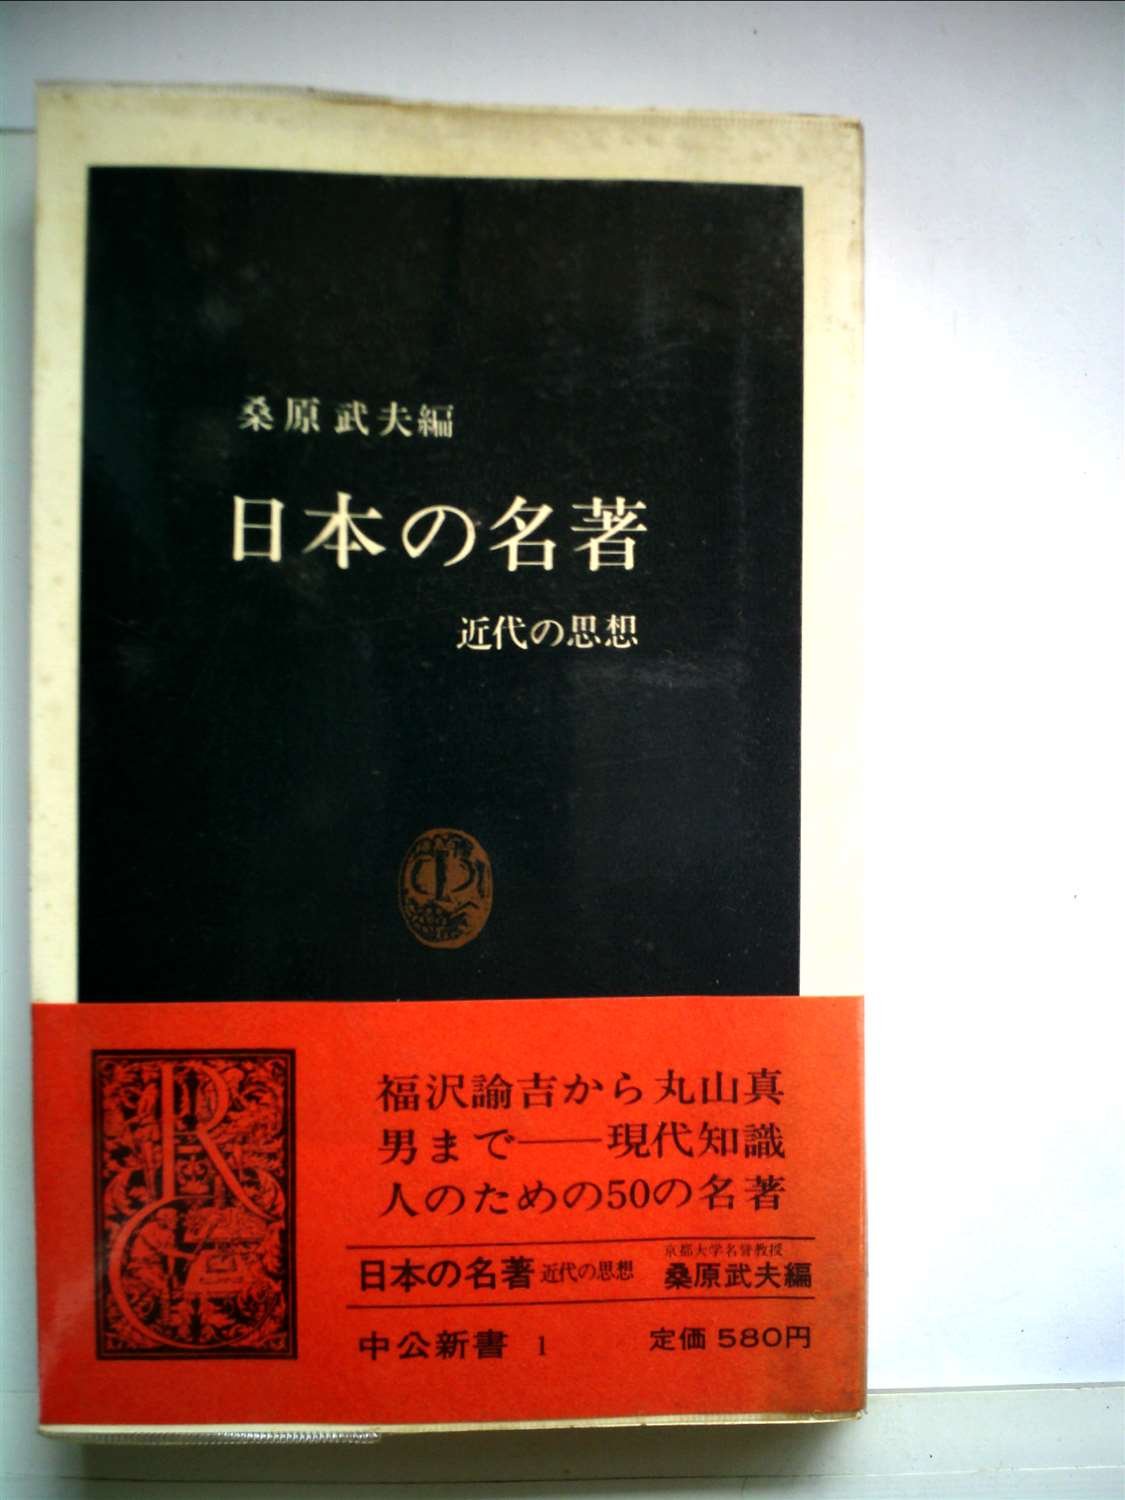 桑原武夫編
日本の名著
近代の思想
福沢諭吉から丸山真
男まで――現代知識
人のための50の名著
京都大学名誉教授
日本の名著 近代の思想 桑原武夫編
中公新書 1 定価 580円